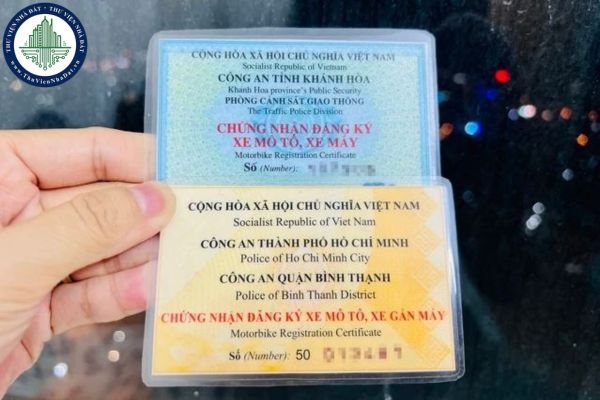 THƯ VIỆN NHÀ ĐẤT
www.ThuVienNhaDat.vn
CỘNG HÒA XÃ HỘI CHỦ NGHĨA VIỆT NAM
Socialist Republic of Vietnam
CÔNG AN TỈNH KHÁNH HÒA
Khanh Hoa province's Public Security
PHÒNG CẢNH SÁT GIAO THÔNG
The Traffic Police Division
CHỨNG NHẬN ĐĂNG KÝ
XE MÔ TÔ, XE MÁY
Motorbike Registration Certificate
Số (Number):
CỘNG HÒA XÃ HỘI CHỦ NGHĨA VIỆT NAM
Socialist Republic of Viet Nam
CÔNG AN THÀNH PHỐ HỒ CHÍ MINH
Police of Ho Chi Minh City
CÔNG AN QUẬN BÌNH THẠNH
Police of Binh Thanh District
CHỨNG NHẬN ĐĂNG KÝ XE MÔ TÔ, XE GẮN MÁY
Motorbike Registration Certificate
Số (Number): 50